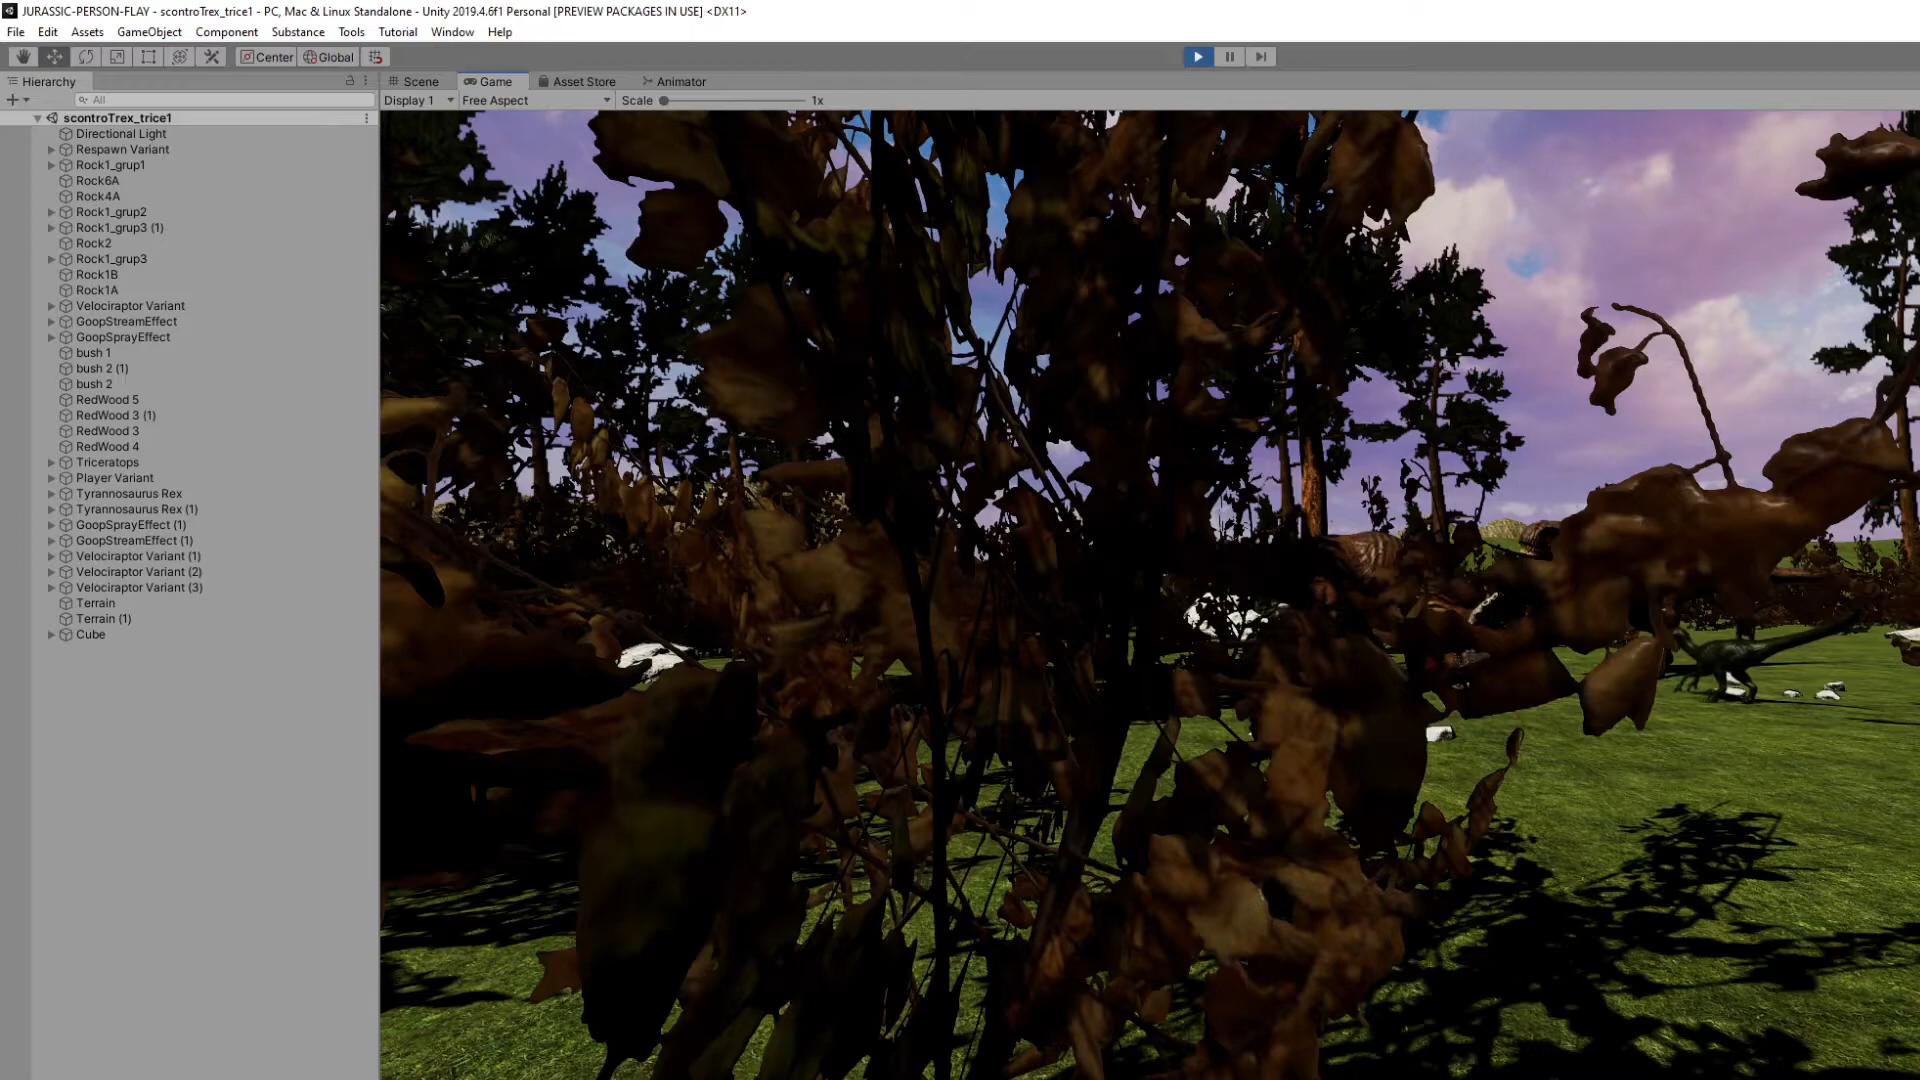 JURASSIC-PERSON-FLAY - scontroTrex_trice1 - PC, Mac & Linux Standalone - Unity 2019.4.6f1 Personal [PREVIEW PACKAGES IN USE] <DX11>
File Edit Assets GameObject Component Substance Tools Tutorial Window Help
Center Global
Hierarchy
Scene Game Asset Store Animator
All
Display 1 Free Aspect Scale 1x
scontroTrex_trice1
Directional Light
Respawn Variant
Rock1_grup1
Rock6A
Rock4A
Rock1_grup2
Rock1_grup3 (1)
Rock2
Rock1_grup3
Rock1B
Rock1A
Velociraptor Variant
GoopStreamEffect
GoopSprayEffect
bush 1
bush 2 (1)
bush 2
RedWood 5
RedWood 3 (1)
RedWood 3
RedWood 4
Triceratops
Player Variant
Tyrannosaurus Rex
Tyrannosaurus Rex (1)
GoopSprayEffect (1)
GoopStreamEffect (1)
Velociraptor Variant (1)
Velociraptor Variant (2)
Velociraptor Variant (3)
Terrain
Terrain (1)
Cube